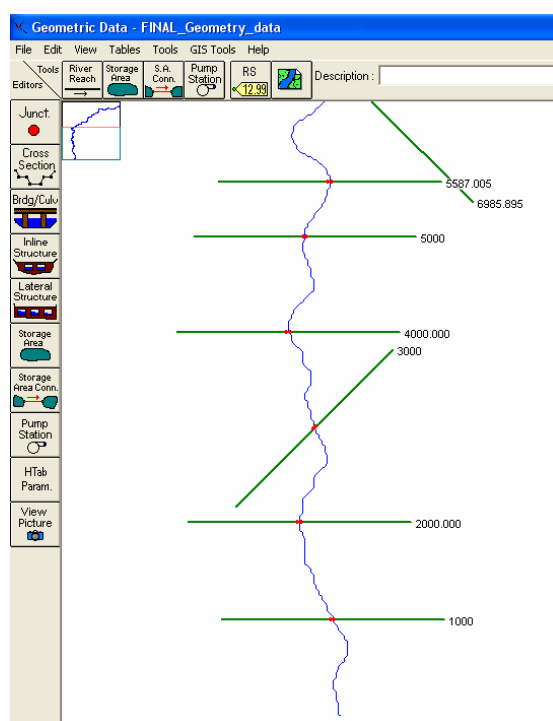 Geometric Data - FINAL_Geometry_data
File Edit View Tables Tools GIS Tools Help
Tools
Editors
River
Reach
Storage
Area
S.A.
Conn.
Pump
Station
RS
12.99
Description :
Junct.
Cross
Section
Brdg/Culv
Inline
Structure
Lateral
Structure
Storage
Area
Storage
Area Conn.
Pump
Station
HTab
Param.
View
Picture
5587.005
6985.895
5000
4000.000
3000
2000.000
1000